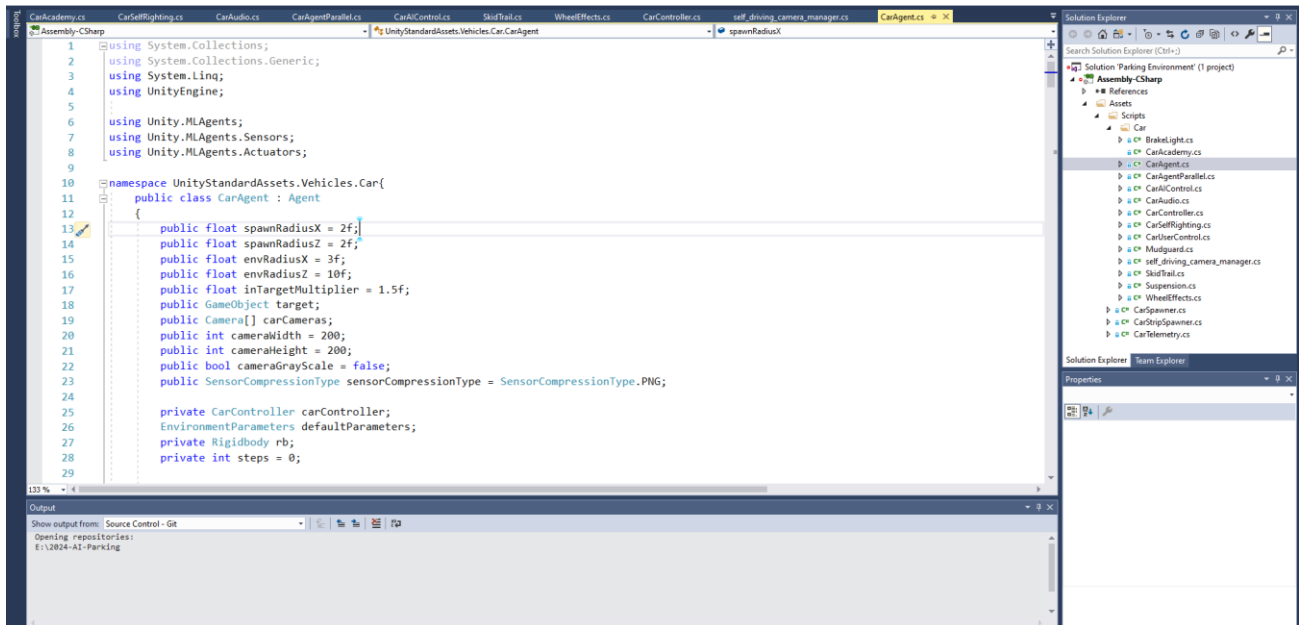 Toolbox
CarAcademy.cs CarSelfRighting.cs CarAudio.cs CarAgentParallel.cs CarAIControl.cs SkidTrail.cs WheelEffects.cs CarController.cs self_driving_camera_manager.cs CarAgent.cs
Assembly-CSharp UnityStandardAssets.Vehicles.Car.CarAgent spawnRadiusX
1 using System.Collections;
2 using System.Collections.Generic;
3 using System.Linq;
4 using UnityEngine;
5
6 using Unity.MLAgents;
7 using Unity.MLAgents.Sensors;
8 using Unity.MLAgents.Actuators;
9
10 namespace UnityStandardAssets.Vehicles.Car{
11 public class CarAgent : Agent
12 {
13 public float spawnRadiusX = 2f;
14 public float spawnRadiusZ = 2f;
15 public float envRadiusX = 3f;
16 public float envRadiusZ = 10f;
17 public float inTargetMultiplier = 1.5f;
18 public GameObject target;
19 public Camera[] carCameras;
20 public int cameraWidth = 200;
21 public int cameraHeight = 200;
22 public bool cameraGrayScale = false;
23 public SensorCompressionType sensorCompressionType = SensorCompressionType.PNG;
24
25 private CarController carController;
26 EnvironmentParameters defaultParameters;
27 private Rigidbody rb;
28 private int steps = 0;
29
133 %
Output
Show output from: Source Control - Git
Opening repositories:
E:\2024-AI-Parking
Solution Explorer
Search Solution Explorer (Ctrl+;)
Solution 'Parking Environment' (1 project)
Assembly-CSharp
References
Assets
Scripts
Car
C# BrakeLight.cs
C# CarAcademy.cs
C# CarAgent.cs
C# CarAgentParallel.cs
C# CarAIControl.cs
C# CarAudio.cs
C# CarController.cs
C# CarSelfRighting.cs
C# CarUserControl.cs
C# Mudguard.cs
C# self_driving_camera_manager.cs
C# SkidTrail.cs
C# Suspension.cs
C# WheelEffects.cs
C# CarSpawner.cs
C# CarStripSpawner.cs
C# CarTelemetry.cs
Solution Explorer Team Explorer
Properties